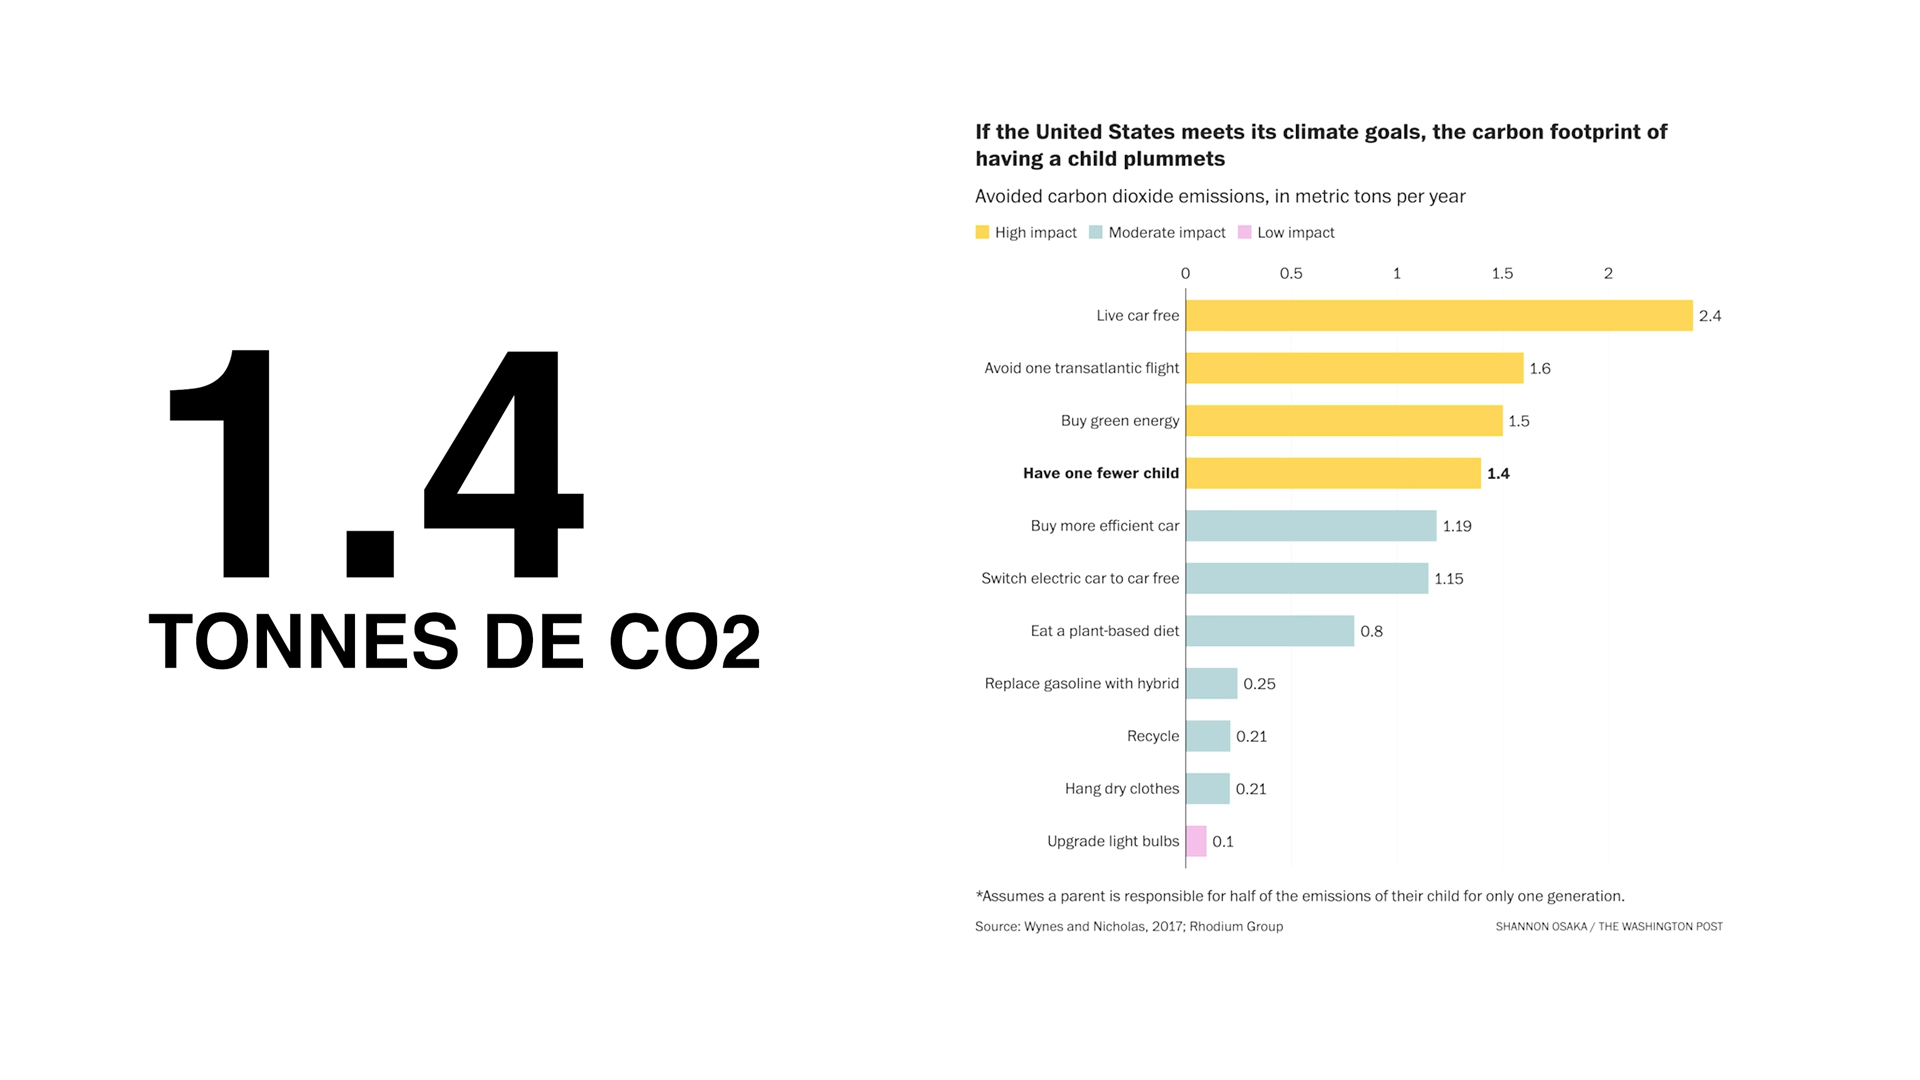 1.4
TONNES DE CO2
If the United States meets its climate goals, the carbon footprint of
having a child plummets
Avoided carbon dioxide emissions, in metric tons per year
High impact Moderate impact Low impact
0 0.5 1 1.5 2
Live car free 2.4
Avoid one transatlantic flight 1.6
Buy green energy 1.5
Have one fewer child 1.4
Buy more efficient car 1.19
Switch electric car to car free 1.15
Eat a plant-based diet 0.8
Replace gasoline with hybrid 0.25
Recycle 0.21
Hang dry clothes 0.21
Upgrade light bulbs 0.1
*Assumes a parent is responsible for half of the emissions of their child for only one generation.
Source: Wynes and Nicholas, 2017; Rhodium Group SHANNON OSAKA / THE WASHINGTON POST